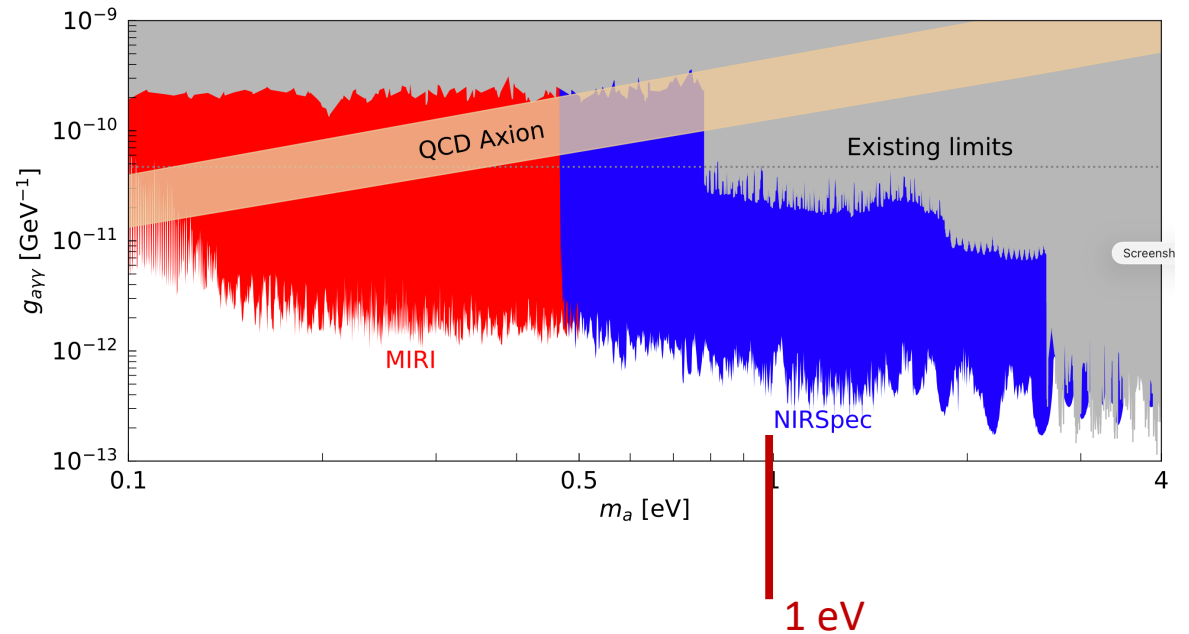 10⁻⁹
10⁻¹⁰
10⁻¹¹
10⁻¹²
10⁻¹³
g_aγγ [GeV⁻¹]
QCD Axion
Existing limits
Screensh
MIRI
NIRSpec
0.1
0.5
1
4
m_a [eV]
1 eV